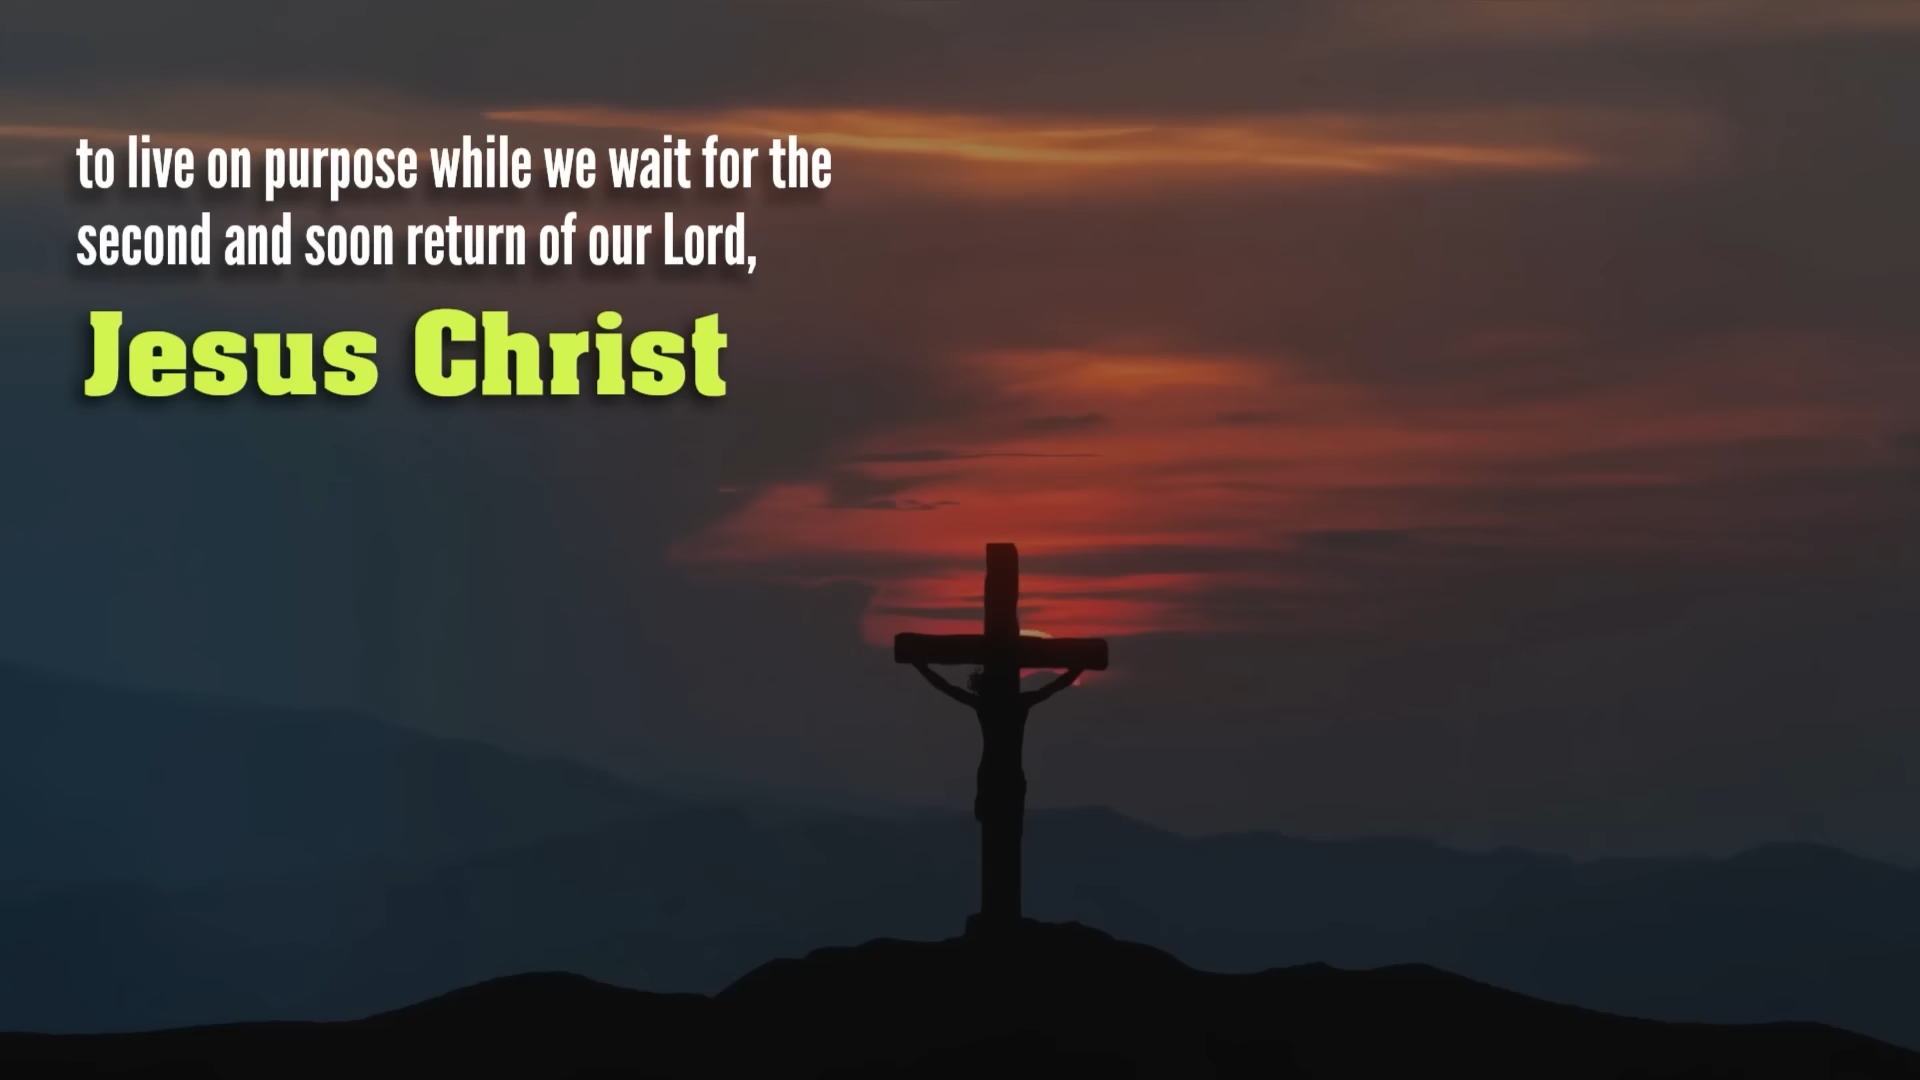 to live on purpose while we wait for the
second and soon return of our Lord,
Jesus Christ